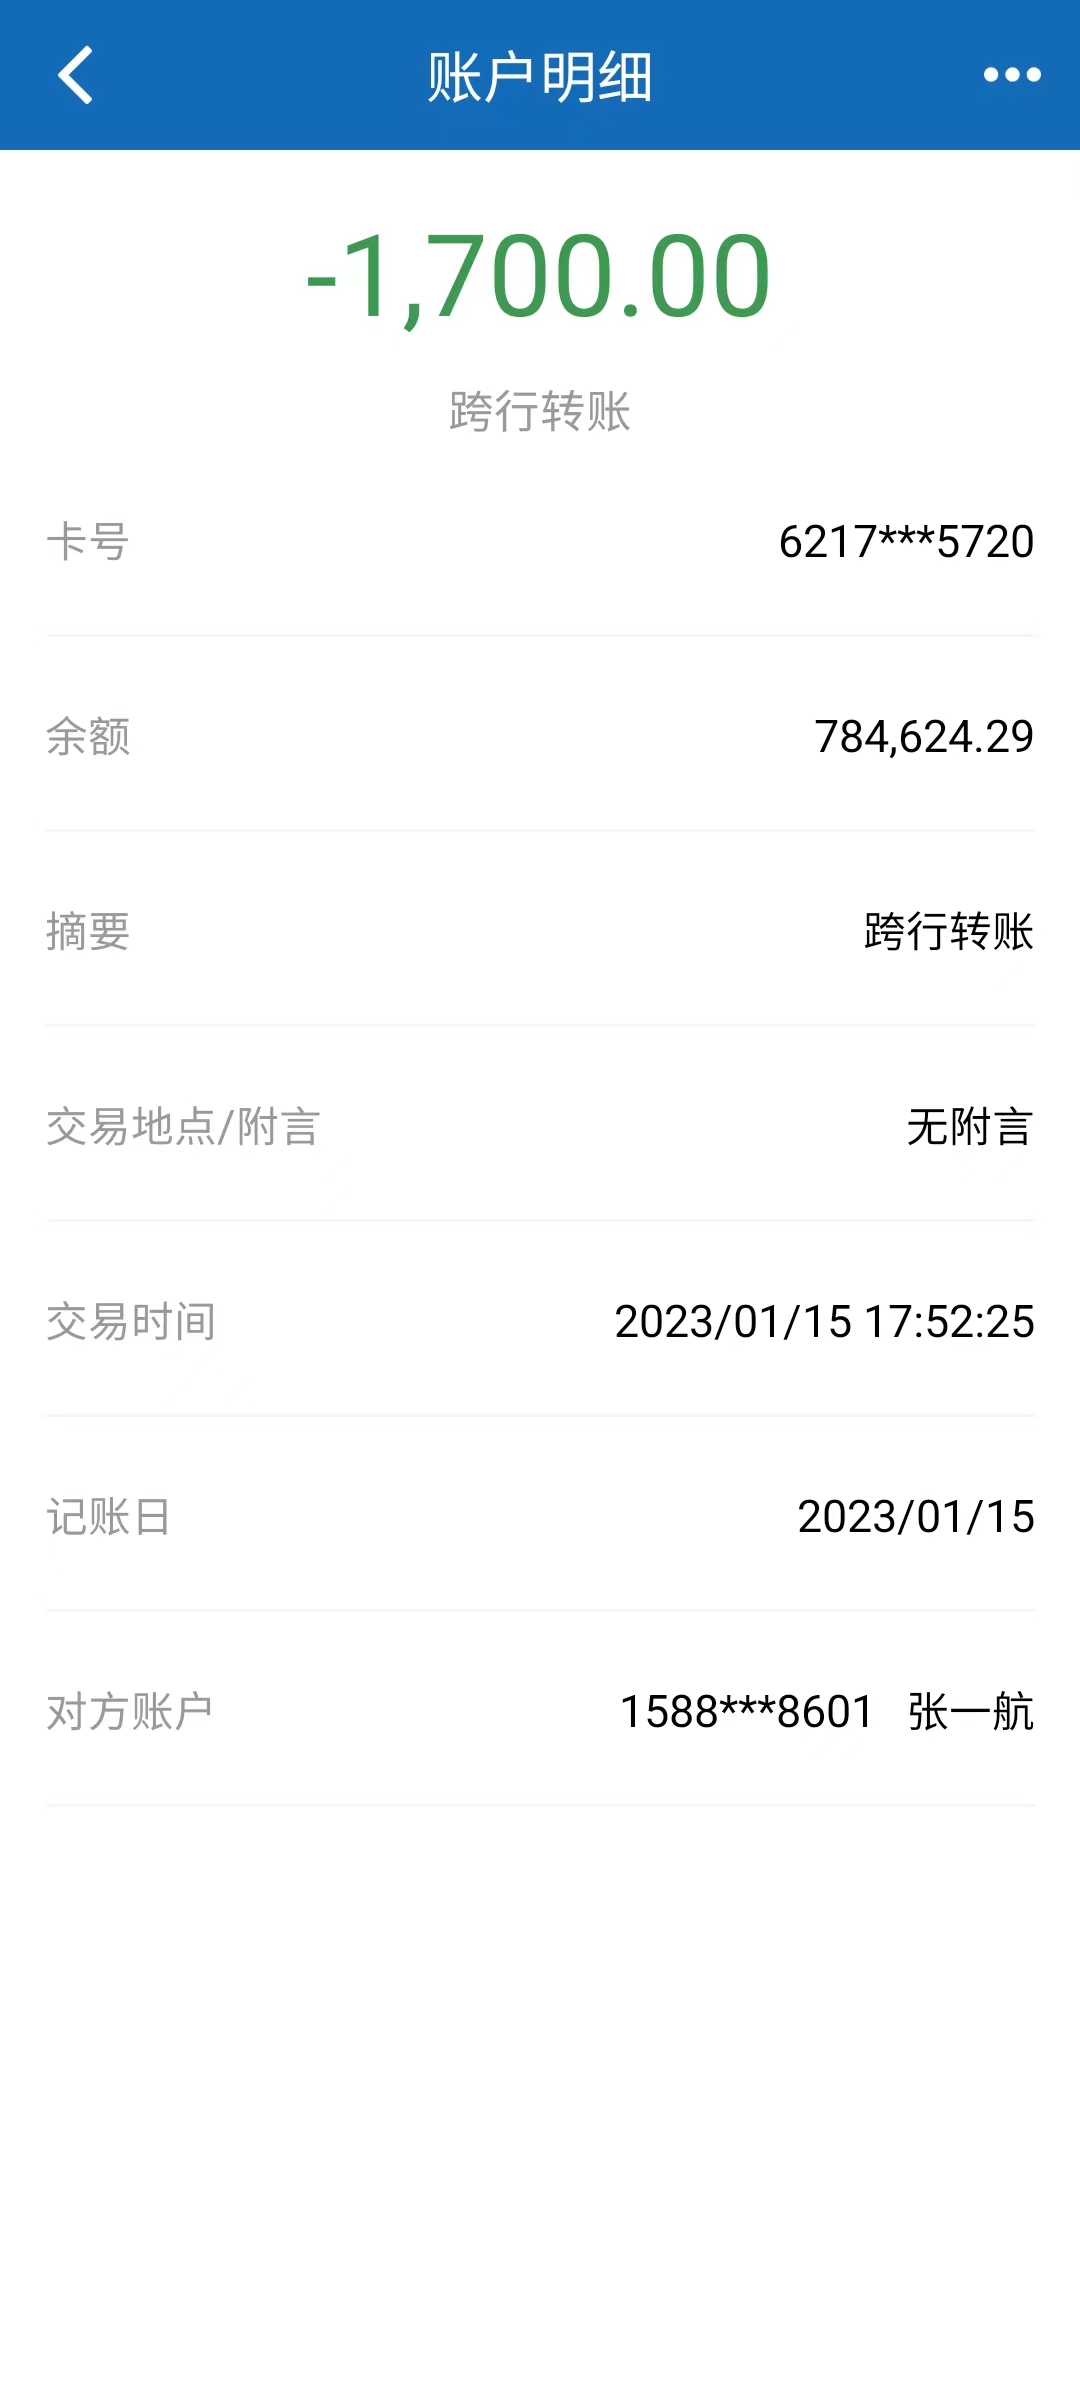 账户明细
-1,700.00
跨行转账
卡号 6217***5720
余额 784,624.29
摘要 跨行转账
交易地点/附言 无附言
交易时间 2023/01/15 17:52:25
记账日 2023/01/15
对方账户 1588***8601 张一航